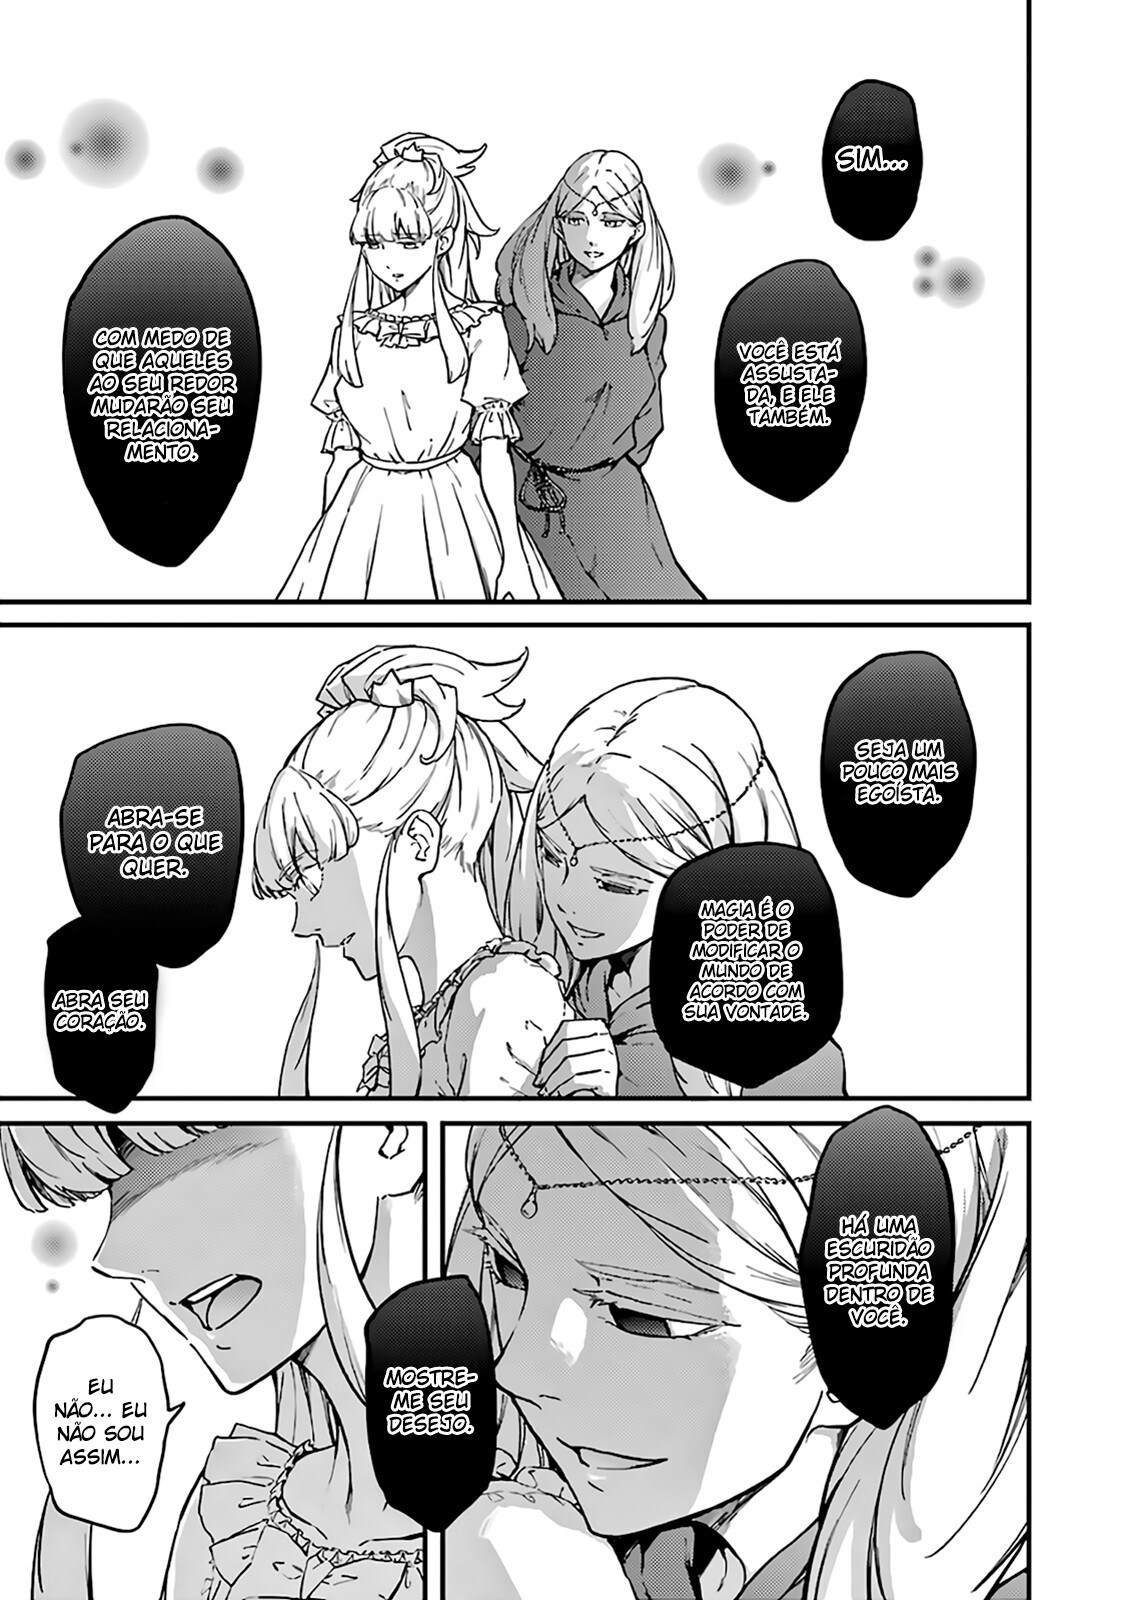 SIM...
VOCÊ ESTÁ
ASSUSTA-
DA, E ELE
TAMBÉM.
COM MEDO DE
QUE AQUELES
AO SEU REDOR
MUDARÃO SEU
RELACIONA-
MENTO.
SEJA UM
POUCO MAIS
EGOÍSTA.
MAGIA É O
PODER DE
MODIFICAR O
MUNDO DE
ACORDO COM
SUA VONTADE.
ABRA-SE
PARA O QUE
QUER.
ABRA SEU
CORAÇÃO.
HÁ UMA
ESCURIDÃO
PROFUNDA
DENTRO DE
VOCÊ.
MOSTRE-
ME SEU
DESEJO.
EU
NÃO... EU
NÃO SOU
ASSIM...